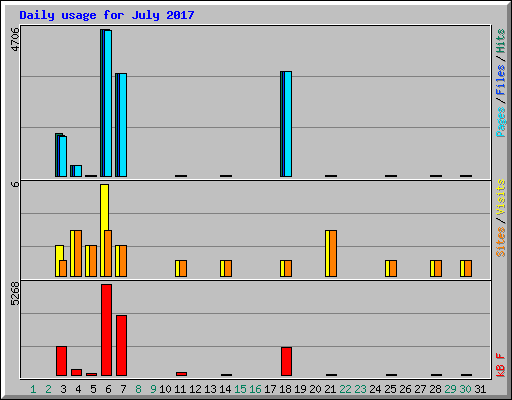 Daily usage for July 2017
4706
6
5268
Pages/Files/Hits
Sites/Visits
kB F
1 2 3 4 5 6 7 8 9 10 11 12 13 14 15 16 17 18 19 20 21 22 23 24 25 26 27 28 29 30 31